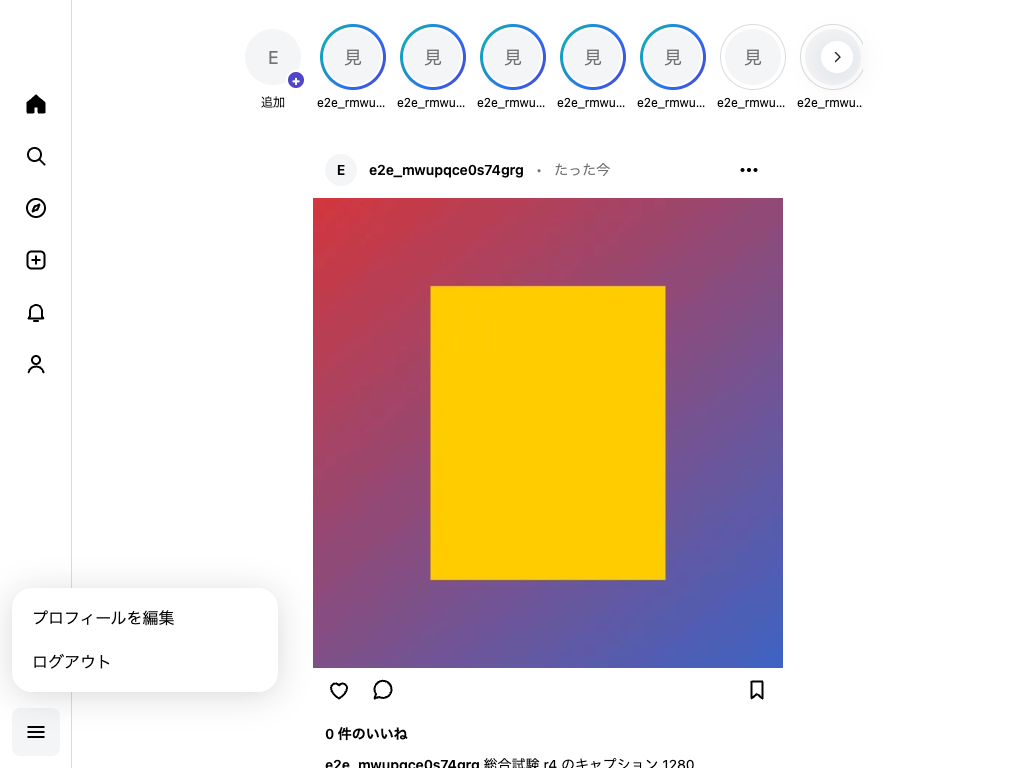 E
追加
見
e2e_rmwu...
見
e2e_rmwu...
見
e2e_rmwu...
見
e2e_rmwu...
見
e2e_rmwu...
見
e2e_rmwu...
e2e_rmwu..
E e2e_mwupqce0s74grg • たった今
プロフィールを編集
ログアウト
0 件のいいね
e2e_mwupqce0s74grg 総合試験 r4 のキャプション 1280